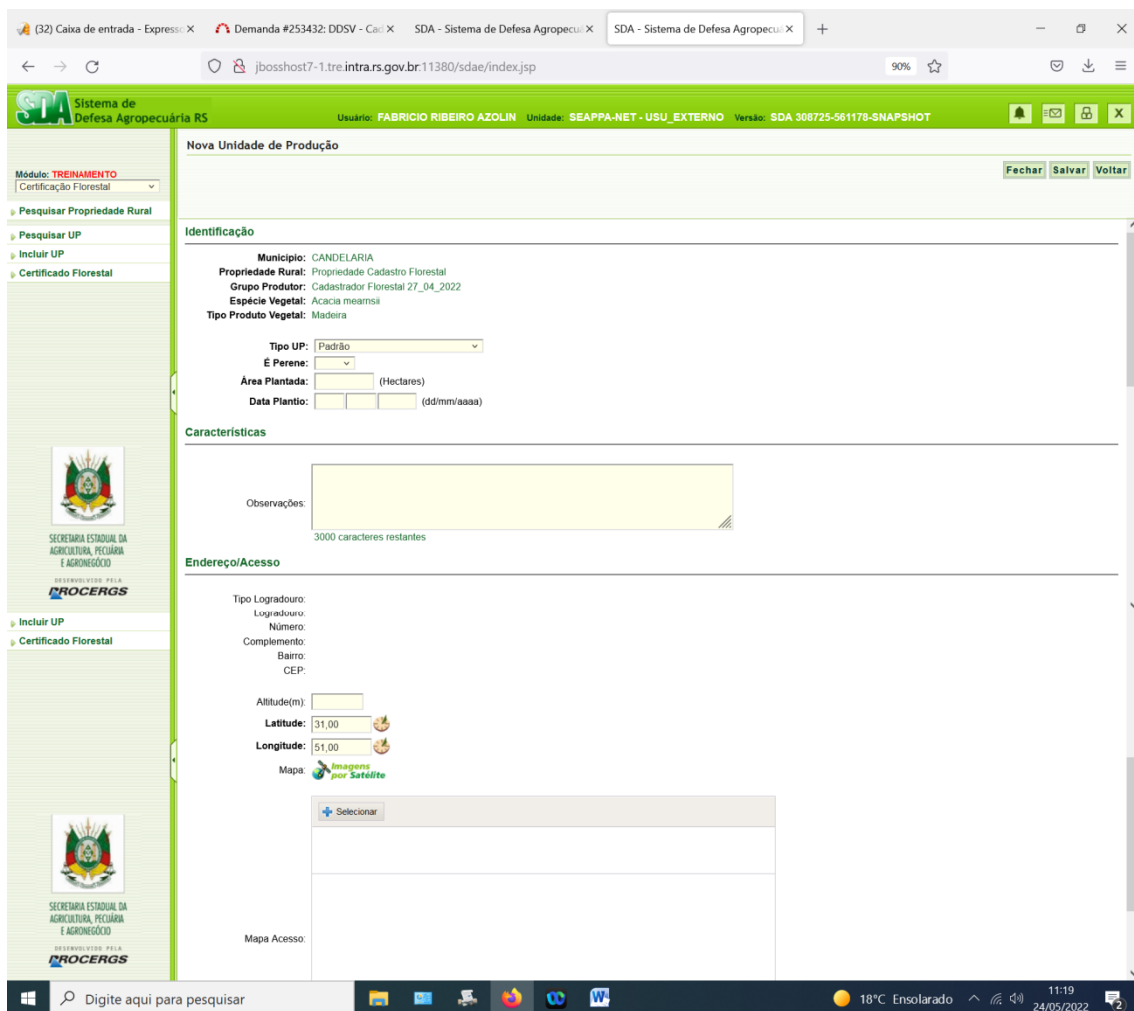 (32) Caixa de entrada - Expresso
Demanda #253432: DDSV - Cad
SDA - Sistema de Defesa Agropecuá
SDA - Sistema de Defesa Agropecuá
jbosshost7-1.tre.intra.rs.gov.br:11380/sdae/index.jsp
90%
SDA Sistema de
Defesa Agropecuária RS
Usuário: FABRICIO RIBEIRO AZOLIN Unidade: SEAPPA-NET - USU_EXTERNO Versão: SDA 308725-561178-SNAPSHOT
X
Nova Unidade de Produção
Fechar Salvar Voltar
Módulo: TREINAMENTO
Certificação Florestal
Pesquisar Propriedade Rural
Pesquisar UP
Incluir UP
Certificado Florestal
Identificação
Município: CANDELARIA
Propriedade Rural: Propriedade Cadastro Florestal
Grupo Produtor: Cadastrador Florestal 27_04_2022
Espécie Vegetal: Acacia mearnsii
Tipo Produto Vegetal: Madeira
Tipo UP: Padrão
É Perene:
Área Plantada: (Hectares)
Data Plantio: (dd/mm/aaaa)
Características
Observações:
3000 caracteres restantes
SECRETARIA ESTADUAL DA
AGRICULTURA, PECUÁRIA
E AGRONEGÓCIO
DESENVOLVIDO PELA
PROCERGS
Endereço/Acesso
Tipo Logradouro:
Logradouro:
Número:
Complemento:
Bairro:
CEP:
Incluir UP
Certificado Florestal
Altitude(m):
Latitude: 31,00
Longitude: 51,00
Mapa: Imagens
por Satélite
Selecionar
Mapa Acesso:
SECRETARIA ESTADUAL DA
AGRICULTURA, PECUÁRIA
E AGRONEGÓCIO
DESENVOLVIDO PELA
PROCERGS
Digite aqui para pesquisar
18°C Ensolarado
11:19
24/05/2022
2